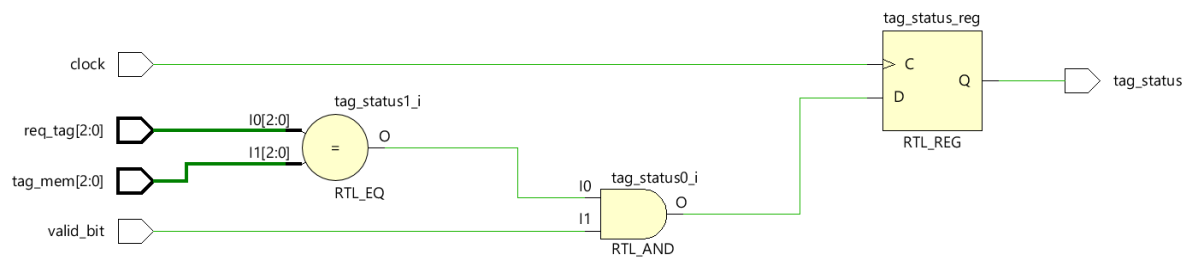 tag_status_reg
clock
C
Q
tag_status
D
RTL_REG
tag_status1_i
req_tag[2:0]
I0[2:0]
O
=
I1[2:0]
tag_mem[2:0]
RTL_EQ
tag_status0_i
I0
O
I1
valid_bit
RTL_AND